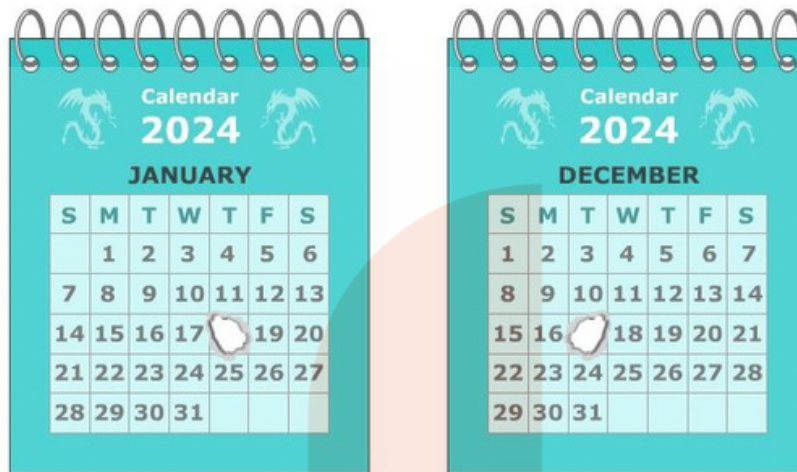 Calendar
2024
JANUARY
S M T W T F S
1 2 3 4 5 6
7 8 9 10 11 12 13
14 15 16 17 19 20
21 22 23 24 25 26 27
28 29 30 31
Calendar
2024
DECEMBER
S M T W T F S
1 2 3 4 5 6 7
8 9 10 11 12 13 14
15 16 18 19 20 21
22 23 24 25 26 27 28
29 30 31